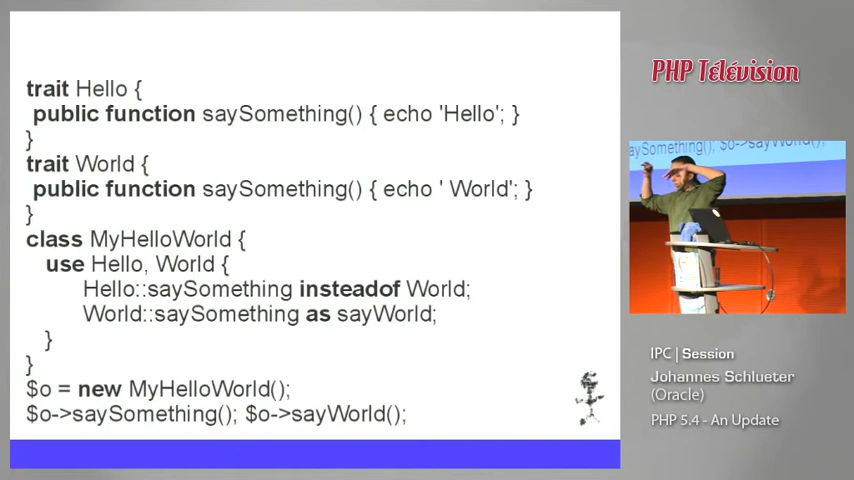 trait Hello {
public function saySomething() { echo 'Hello'; }
}
trait World {
public function saySomething() { echo ' World'; }
}
class MyHelloWorld {
use Hello, World {
Hello::saySomething insteadof World;
World::saySomething as sayWorld;
}
}
$o = new MyHelloWorld();
$o->saySomething(); $o->sayWorld();
PHP Télévision
aySomething(); $o->sayWorld();
IPC | Session
Johannes Schlueter
(Oracle)
PHP 5.4 - An Update